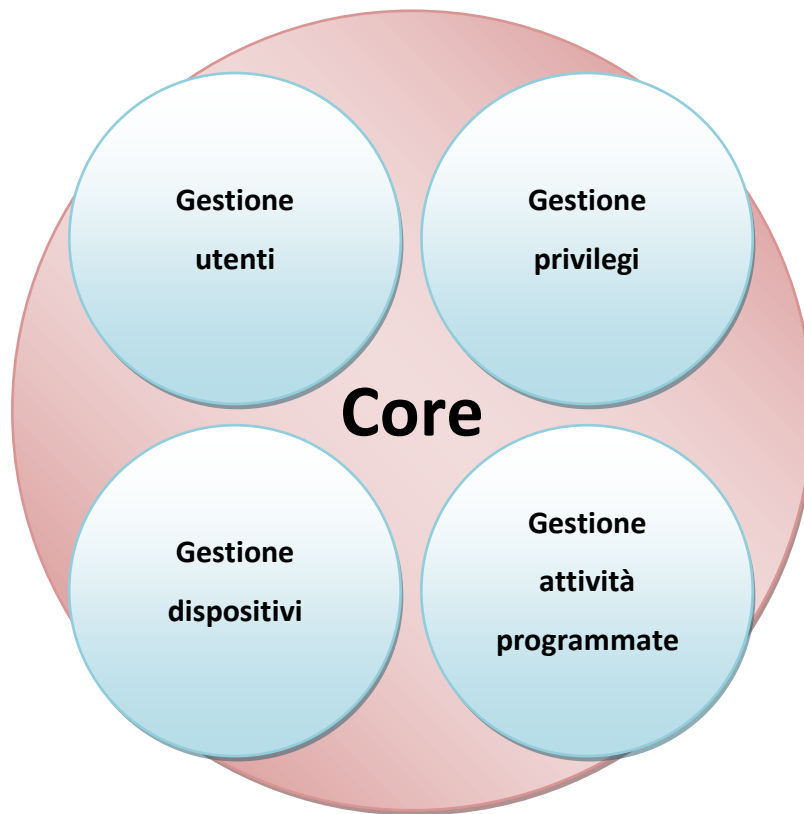 Gestione
utenti
Gestione
privilegi
Core
Gestione
dispositivi
Gestione
attività
programmate